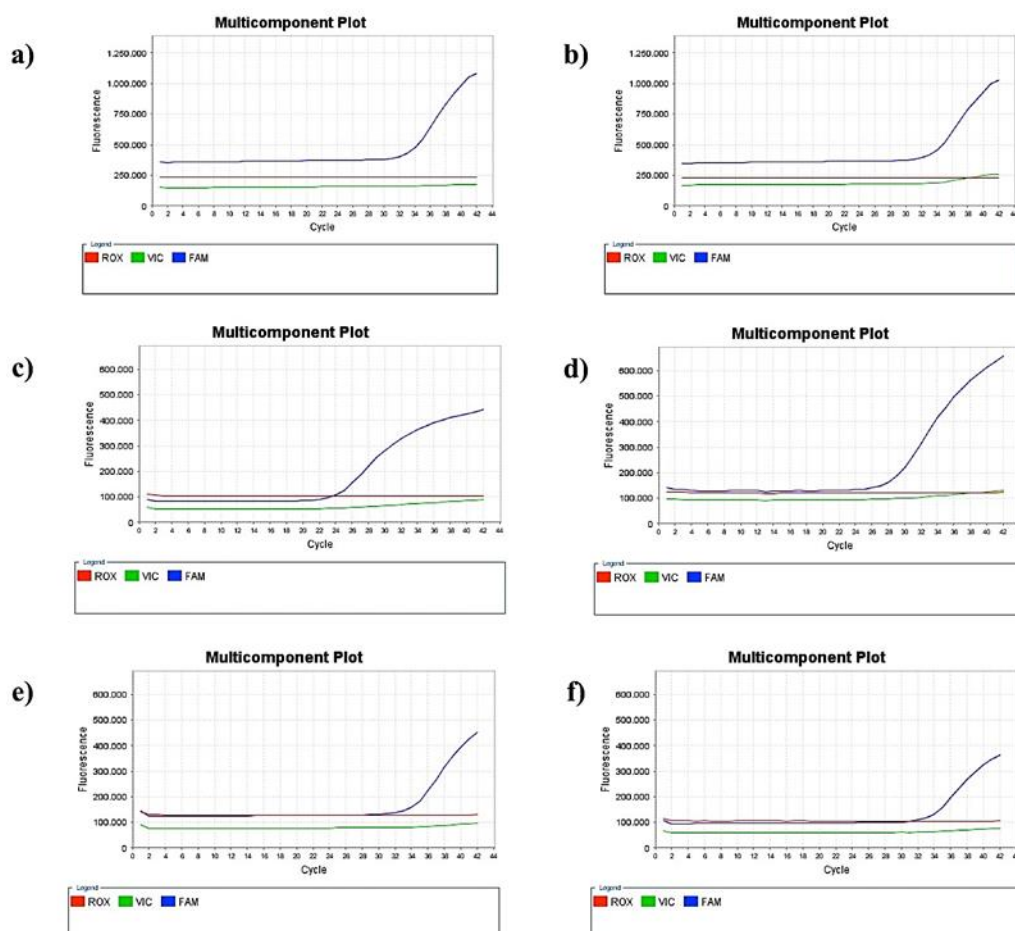 a)
Multicomponent Plot
1.250.000
1.000.000
750.000
500.000
250.000
0
Fluorescence
2 4 6 8 10 12 14 16 18 20 22 24 26 28 30 32 34 36 38 40 42 44
Cycle
Legend
ROX VIC FAM
b)
Multicomponent Plot
1.250.000
1.000.000
750.000
500.000
250.000
0
Fluorescence
2 4 6 8 10 12 14 16 18 20 22 24 26 28 30 32 34 36 38 40 42 44
Cycle
Legend
ROX VIC FAM
c)
Multicomponent Plot
600.000
500.000
400.000
300.000
200.000
100.000
0
Fluorescence
2 4 6 8 10 12 14 16 18 20 22 24 26 28 30 32 34 36 38 40 42 44
Cycle
Legend
ROX VIC FAM
d)
Multicomponent Plot
600.000
500.000
400.000
300.000
200.000
100.000
0
Fluorescence
2 4 6 8 10 12 14 16 18 20 22 24 26 28 30 32 34 36 38 40 42 44
Cycle
Legend
ROX VIC FAM
e)
Multicomponent Plot
600.000
500.000
400.000
300.000
200.000
100.000
0
Fluorescence
2 4 6 8 10 12 14 16 18 20 22 24 26 28 30 32 34 36 38 40 42 44
Cycle
Legend
ROX VIC FAM
f)
Multicomponent Plot
600.000
500.000
400.000
300.000
200.000
100.000
0
Fluorescence
2 4 6 8 10 12 14 16 18 20 22 24 26 28 30 32 34 36 38 40 42 44
Cycle
Legend
ROX VIC FAM